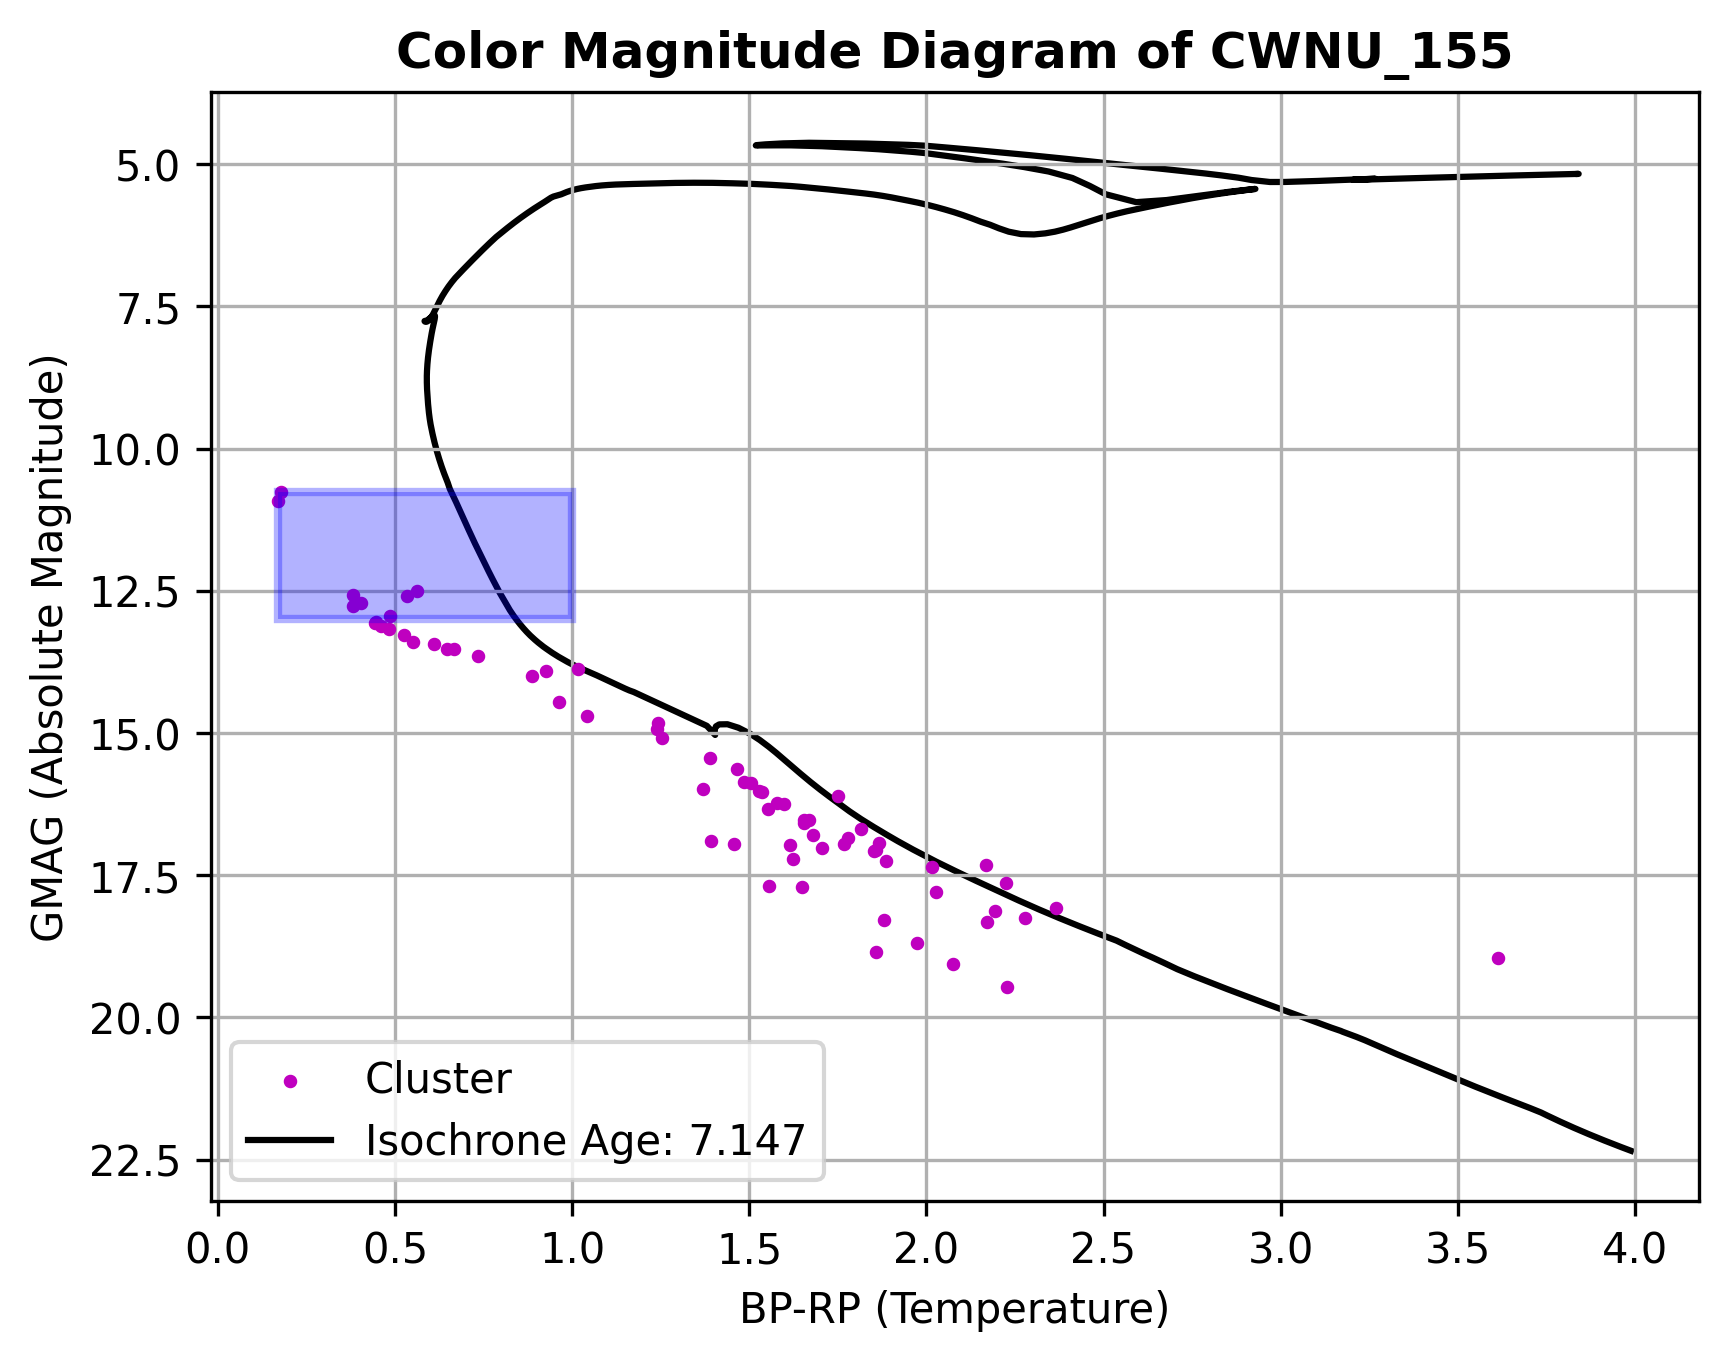 Color Magnitude Diagram of CWNU_155
GMAG (Absolute Magnitude)
5.0
7.5
10.0
12.5
15.0
17.5
20.0
22.5
Cluster
Isochrone Age: 7.147
0.0 0.5 1.0 1.5 2.0 2.5 3.0 3.5 4.0
BP-RP (Temperature)